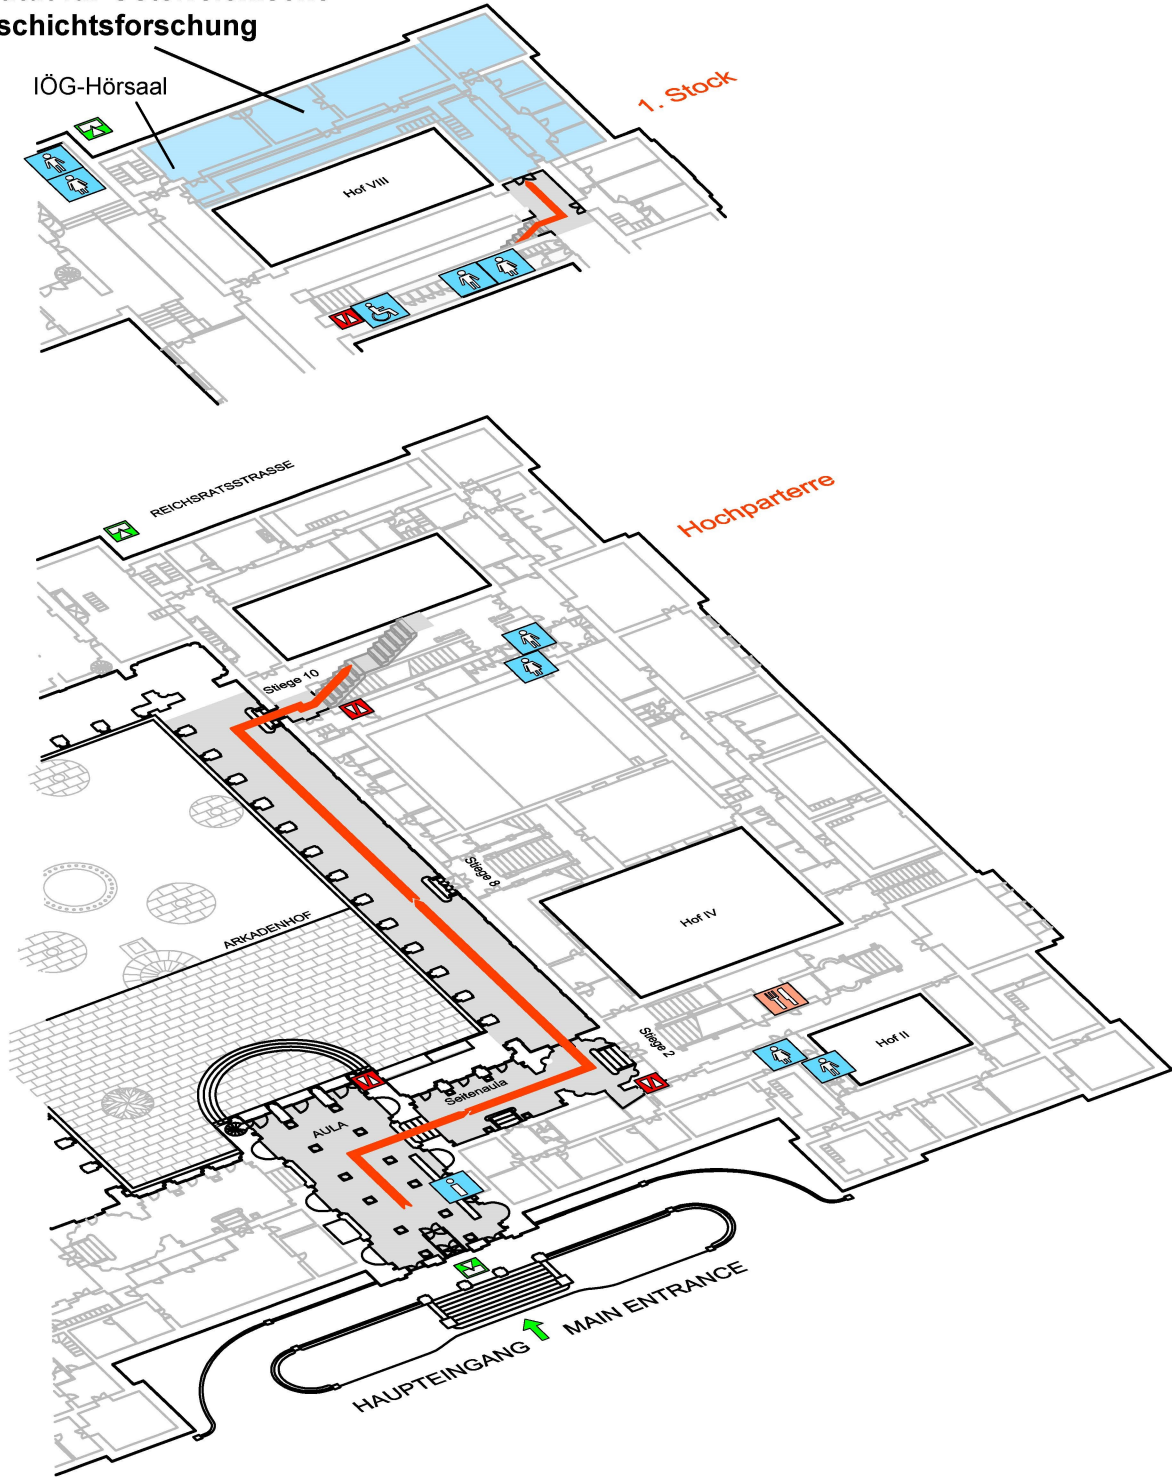 schichtsforschung
IÖG-Hörsaal
1. Stock
Hof VIII
REICHSRATSSTRASSE
Hochparterre
Stiege 10
Stiege 8
Hof IV
ARKADENHOF
Stiege 2
Hof II
Seitenaula
AULA
HAUPTEINGANG
MAIN ENTRANCE